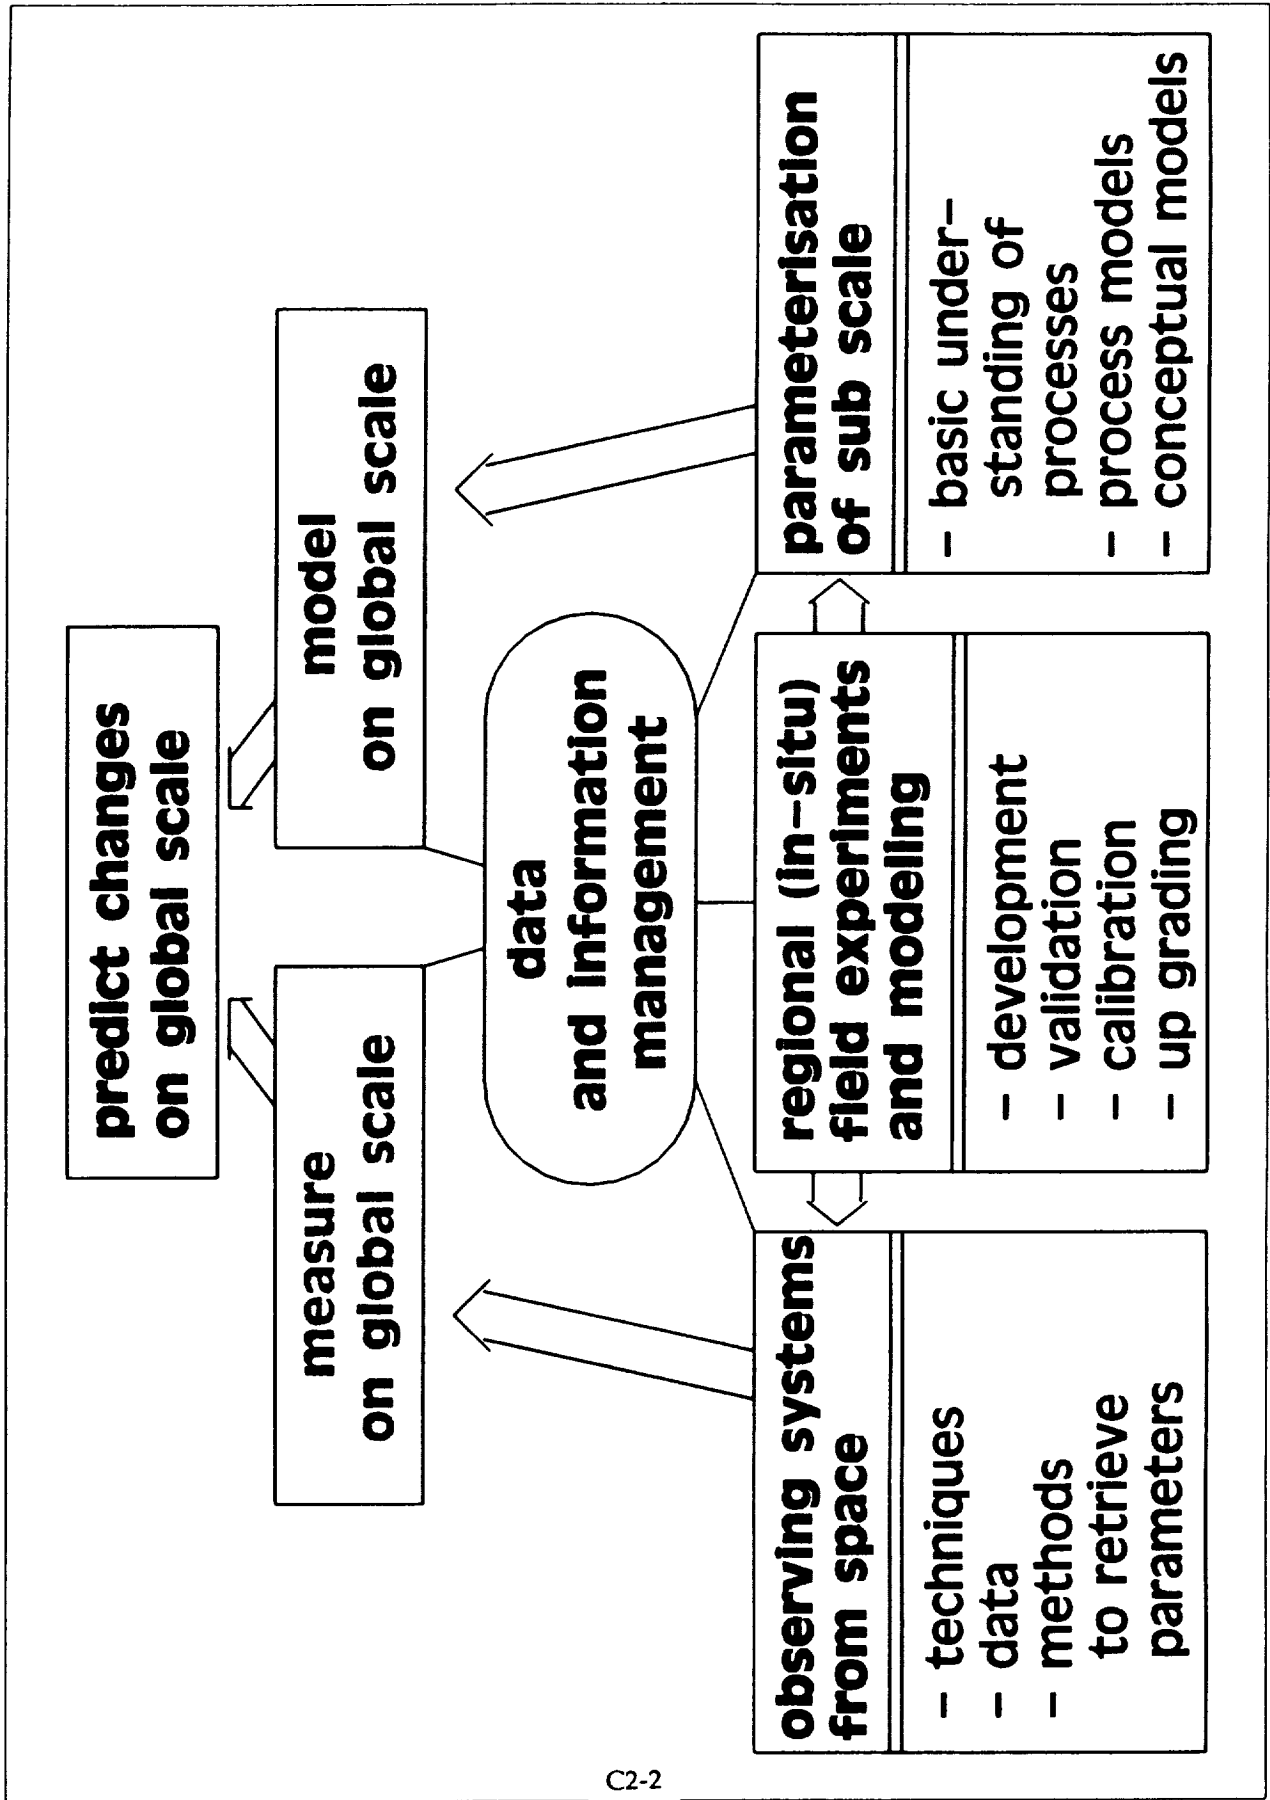 predict changes
on global scale
measure
on global scale
model
on global scale
data
and information
management
observing systems
from space
- techniques
- data
- methods
to retrieve
parameters
regional (in-situ)
field experiments
and modeling
- development
- validation
- calibration
- up grading
parameterisation
of sub scale
- basic under-
standing of
processes
- process models
- conceptual models
C2-2